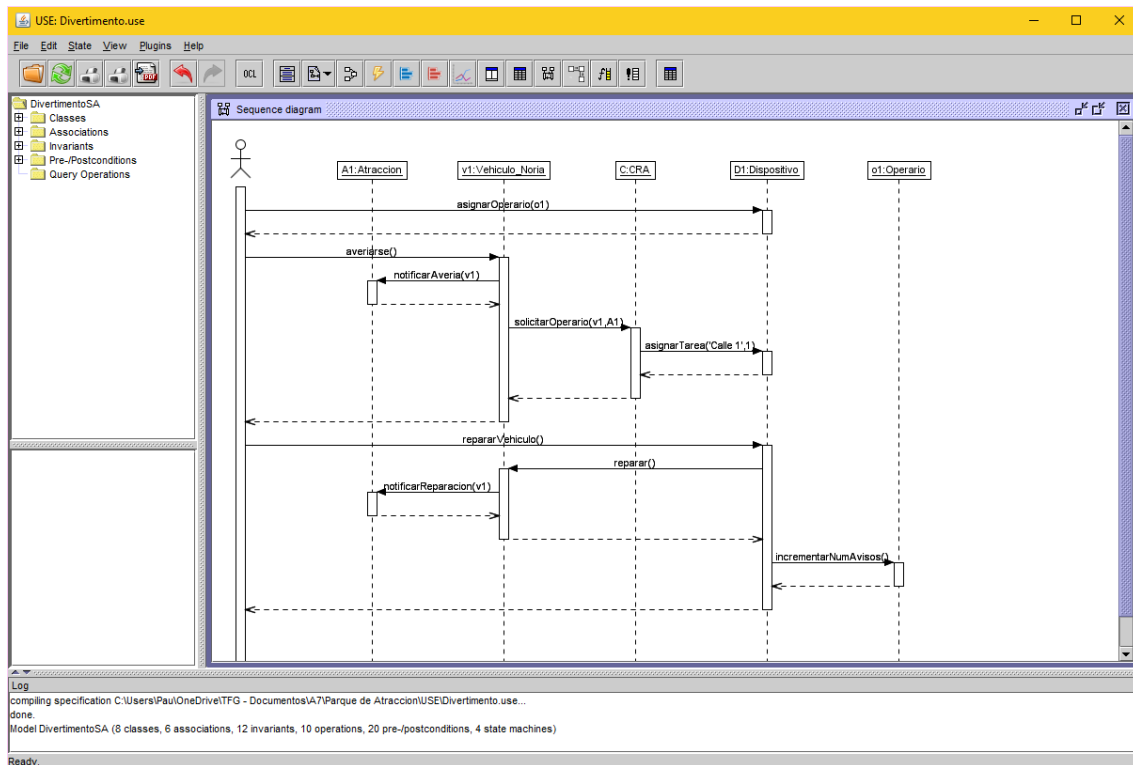 USE: Divertimento.use
File Edit State View Plugins Help
OCL
DivertimentoSA
Classes
Associations
Invariants
Pre-/Postconditions
Query Operations
Sequence diagram
A1:Atraccion
v1:Vehiculo_Noria
C:CRA
D1:Dispositivo
o1:Operario
asignarOperario(o1)
averiarse()
notificarAveria(v1)
solicitarOperario(v1,A1)
asignarTarea('Calle 1',1)
repararVehiculo()
reparar()
notificarReparacion(v1)
incrementarNumAvisos()
Log
compiling specification C:\Users\Pau\OneDrive\TFG - Documentos\A7\Parque de Atraccion\USE\Divertimento.use...
done.
Model DivertimentoSA (8 classes, 6 associations, 12 invariants, 10 operations, 20 pre-/postconditions, 4 state machines)
Ready.